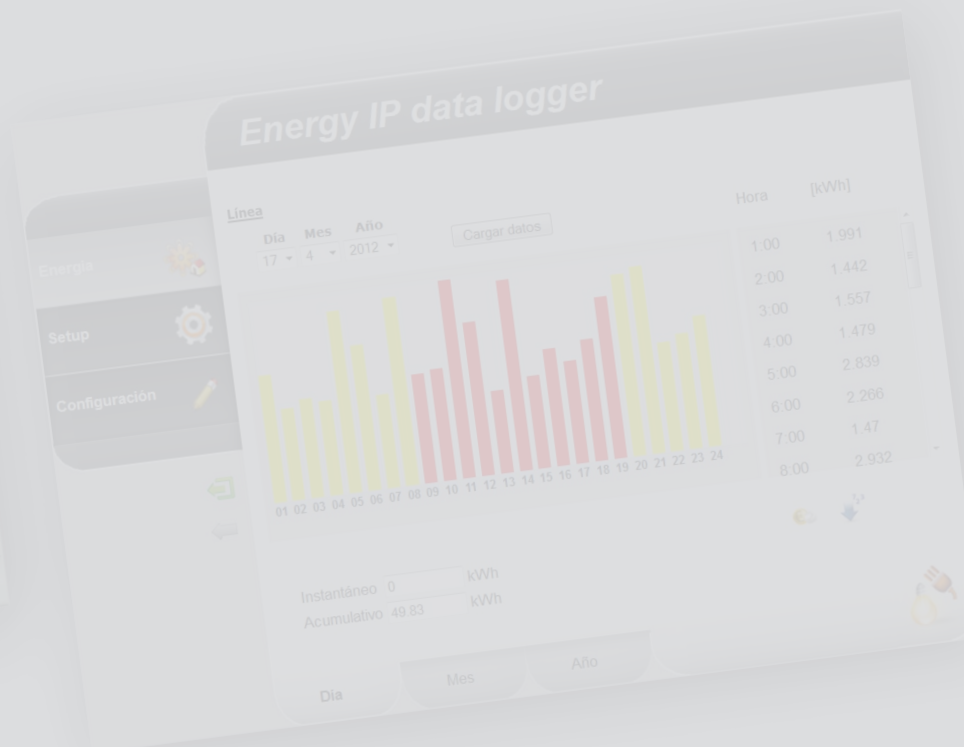 Energy IP data logger
Linea
Dia Mes Año
17 4 2012
Cargar datos
Energia
Setup
Configuración
Hora [kWh]
1:00 1.991
2:00 1.442
3:00 1.557
4:00 1.479
5:00 2.839
6:00 2.266
7:00 1.47
8:00 2.932
01 02 03 04 05 06 07 08 09 10 11 12 13 14 15 16 17 18 19 20 21 22 23 24
Instantáneo 0 kWh
Acumulativo 49.83 kWh
Dia Mes Año